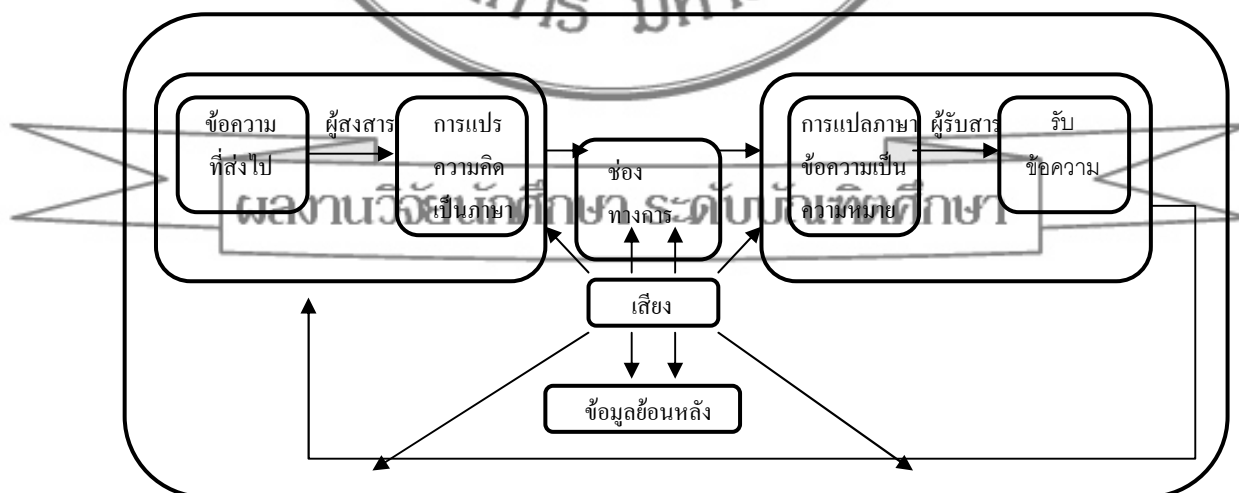 ข้อความ
ที่ส่งไป
ผู้สงสาร
การแปร
ความคิด
เป็นภาษา
ช่อง
ทางการ
การแปลภาษา
ข้อความเป็น
ความหมาย
ผู้รับสาร
รับ
ข้อความ
ผลงานวิจัยนักศึกษา ระดับบัณฑิตศึกษา
เสียง
ข้อมูลย้อนหลัง